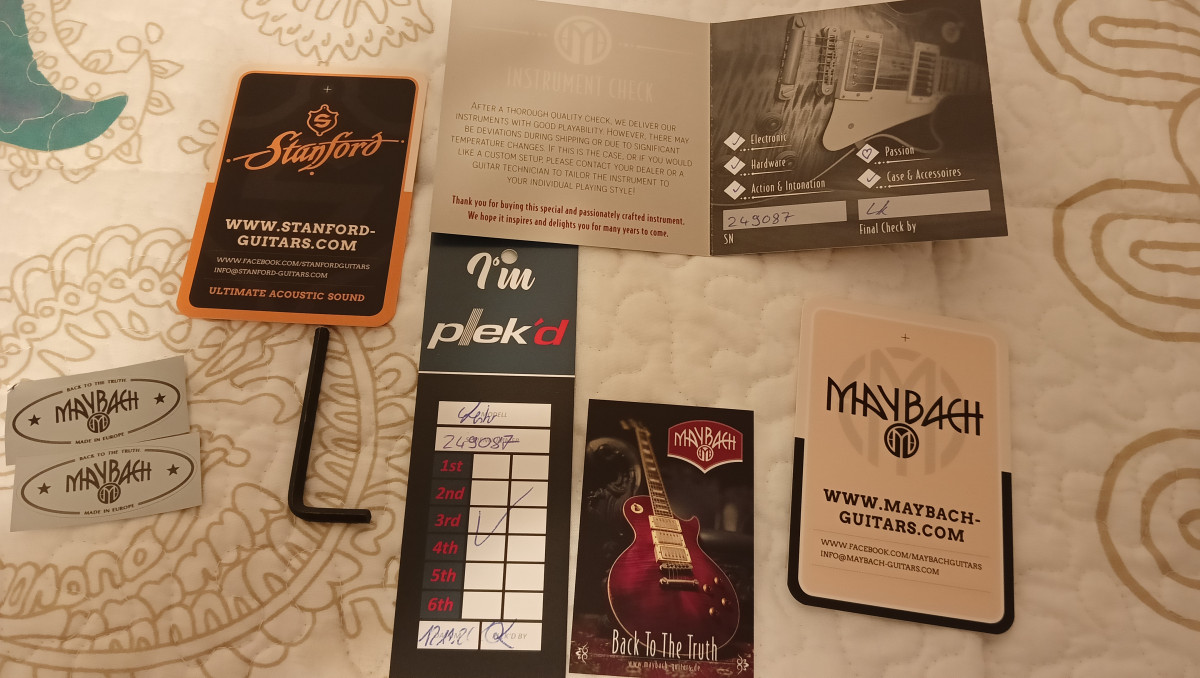 INSTRUMENT CHECK
AFTER A THOROUGH QUALITY CHECK, WE DELIVER OUR
INSTRUMENTS WITH GOOD PLAYABILITY. HOWEVER, THERE MAY
BE DEVIATIONS DURING SHIPPING OR DUE TO SIGNIFICANT
TEMPERATURE CHANGES. IF THIS IS THE CASE, OR IF YOU WOULD
LIKE A CUSTOM SETUP, PLEASE CONTACT YOUR DEALER OR A
GUITAR TECHNICIAN TO TAILOR THE INSTRUMENT TO
YOUR INDIVIDUAL PLAYING STYLE!
Thank you for buying this special and passionately crafted instrument.
We hope it inspires and delights you for many years to come.
Electronic
Hardware
Action & Intonation
Passion
Case & Accessoires
249087
SN
Final Check by
S
Stanford
WWW.STANFORD-
GUITARS.COM
WWW.FACEBOOK.COM/STANFORDGUITARS
INFO@STANFORD-GUITARS.COM
ULTIMATE ACOUSTIC SOUND
I'm
plek'd
249087
1st
2nd
3rd
4th
5th
6th
BACK TO THE TRUTH
MAYBACH
MADE IN EUROPE
BACK TO THE TRUTH
MAYBACH
MADE IN EUROPE
MAYBACH
Back To The Truth
www.maybach-guitars.de
MAYBACH
WWW.MAYBACH-
GUITARS.COM
WWW.FACEBOOK.COM/MAYBACHGUITARS
INFO@MAYBACH-GUITARS.COM